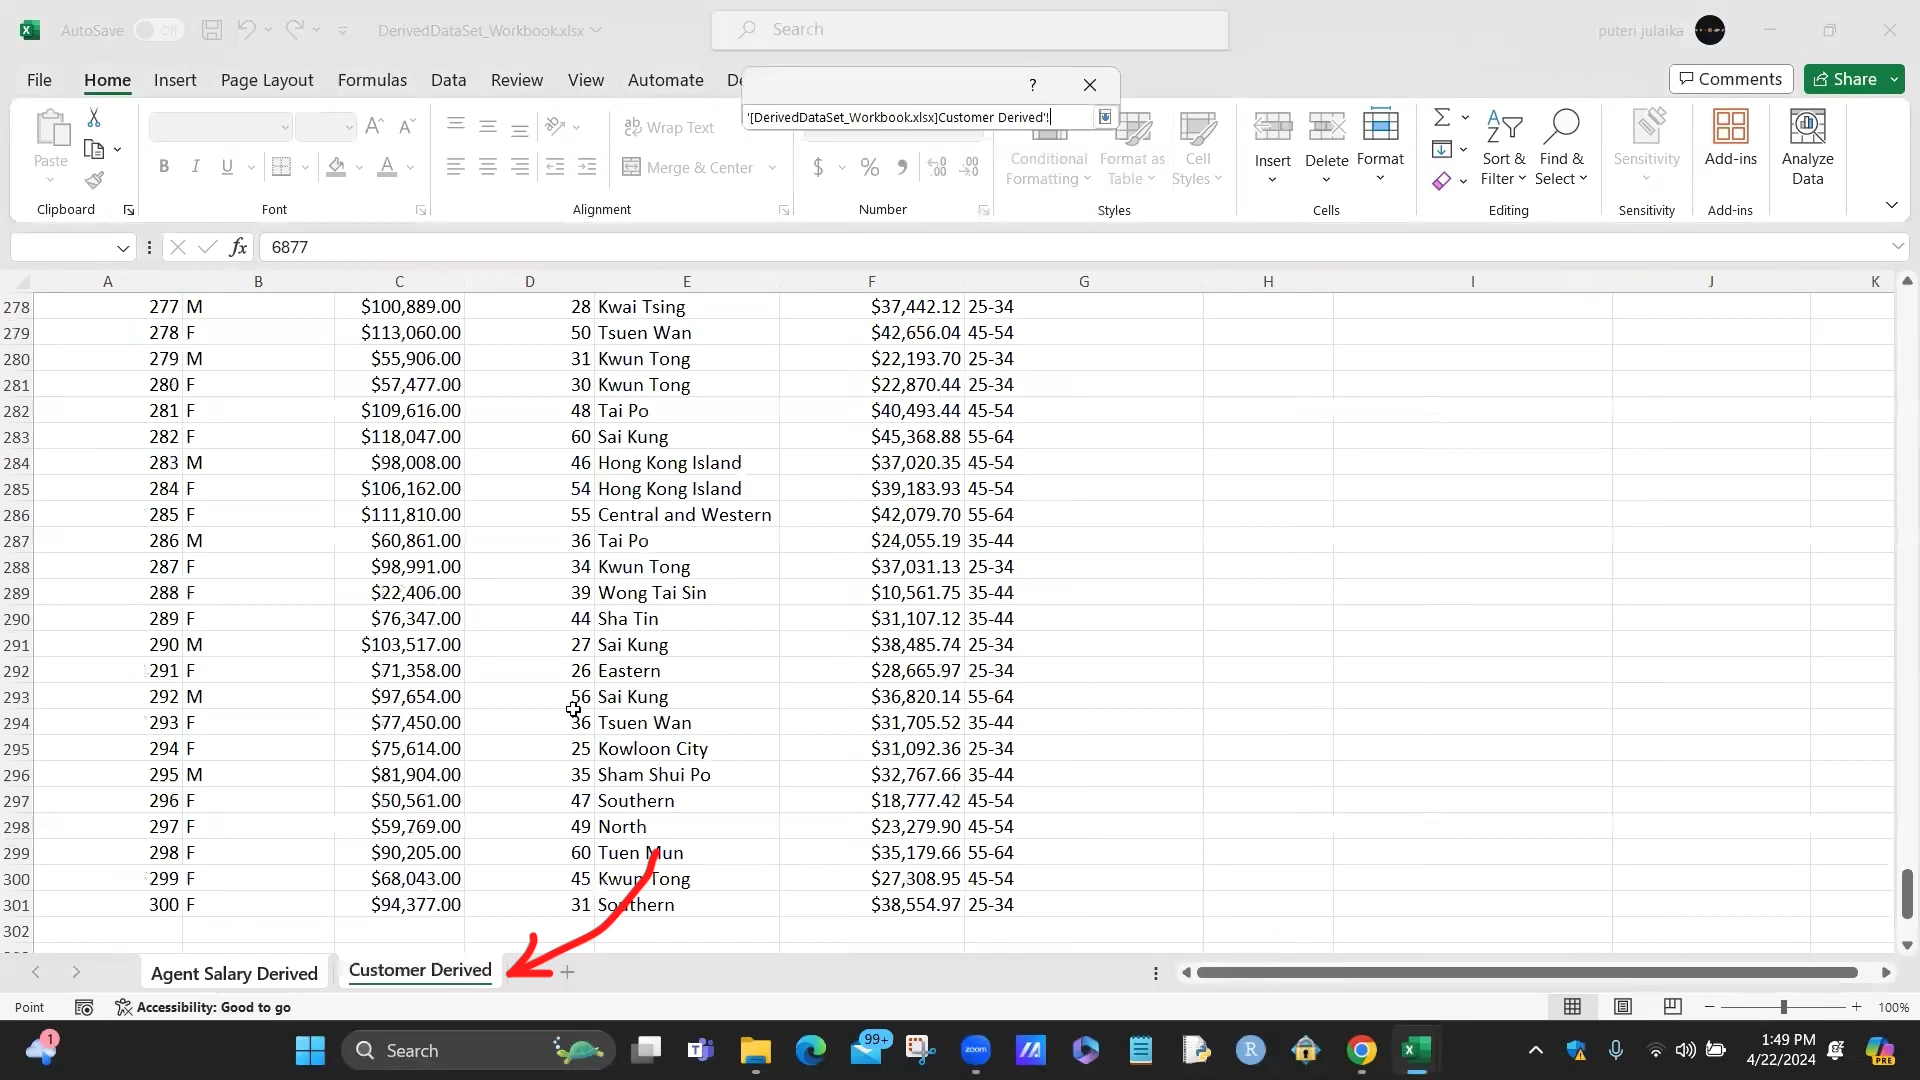 AutoSave Off DerivedDataSet_Workbook.xlsx Search puteri julaika
File Home Insert Page Layout Formulas Data Review View Automate De ? Comments Share
'[DerivedDataSet_Workbook.xlsx]Customer Derived'!
Paste B I U A A A ab Wrap Text Merge & Center $ % , Conditional Formatting Format as Table Cell Styles Insert Delete Format Sort & Filter Find & Select Sensitivity Add-ins Analyze Data
Clipboard Font Alignment Number Styles Cells Editing Sensitivity Add-ins
fx 6877
A B C D E F G H I J K
278 277 M $100,889.00 28 Kwai Tsing $37,442.12 25-34
279 278 F $113,060.00 50 Tsuen Wan $42,656.04 45-54
280 279 M $55,906.00 31 Kwun Tong $22,193.70 25-34
281 280 F $57,477.00 30 Kwun Tong $22,870.44 25-34
282 281 F $109,616.00 48 Tai Po $40,493.44 45-54
283 282 F $118,047.00 60 Sai Kung $45,368.88 55-64
284 283 M $98,008.00 46 Hong Kong Island $37,020.35 45-54
285 284 F $106,162.00 54 Hong Kong Island $39,183.93 45-54
286 285 F $111,810.00 55 Central and Western $42,079.70 55-64
287 286 M $60,861.00 36 Tai Po $24,055.19 35-44
288 287 F $98,991.00 34 Kwun Tong $37,031.13 25-34
289 288 F $22,406.00 39 Wong Tai Sin $10,561.75 35-44
290 289 F $76,347.00 44 Sha Tin $31,107.12 35-44
291 290 M $103,517.00 27 Sai Kung $38,485.74 25-34
292 291 F $71,358.00 26 Eastern $28,665.97 25-34
293 292 M $97,654.00 56 Sai Kung $36,820.14 55-64
294 293 F $77,450.00 36 Tsuen Wan $31,705.52 35-44
295 294 F $75,614.00 25 Kowloon City $31,092.36 25-34
296 295 M $81,904.00 35 Sham Shui Po $32,767.66 35-44
297 296 F $50,561.00 47 Southern $18,777.42 45-54
298 297 F $59,769.00 49 North $23,279.90 45-54
299 298 F $90,205.00 60 Tuen Mun $35,179.66 55-64
300 299 F $68,043.00 45 Kwun Tong $27,308.95 45-54
301 300 F $94,377.00 31 Southern $38,554.97 25-34
302
Agent Salary Derived Customer Derived
Point Accessibility: Good to go 100%
1 Search 99+ zoom R 1:49 PM
4/22/2024 PRE